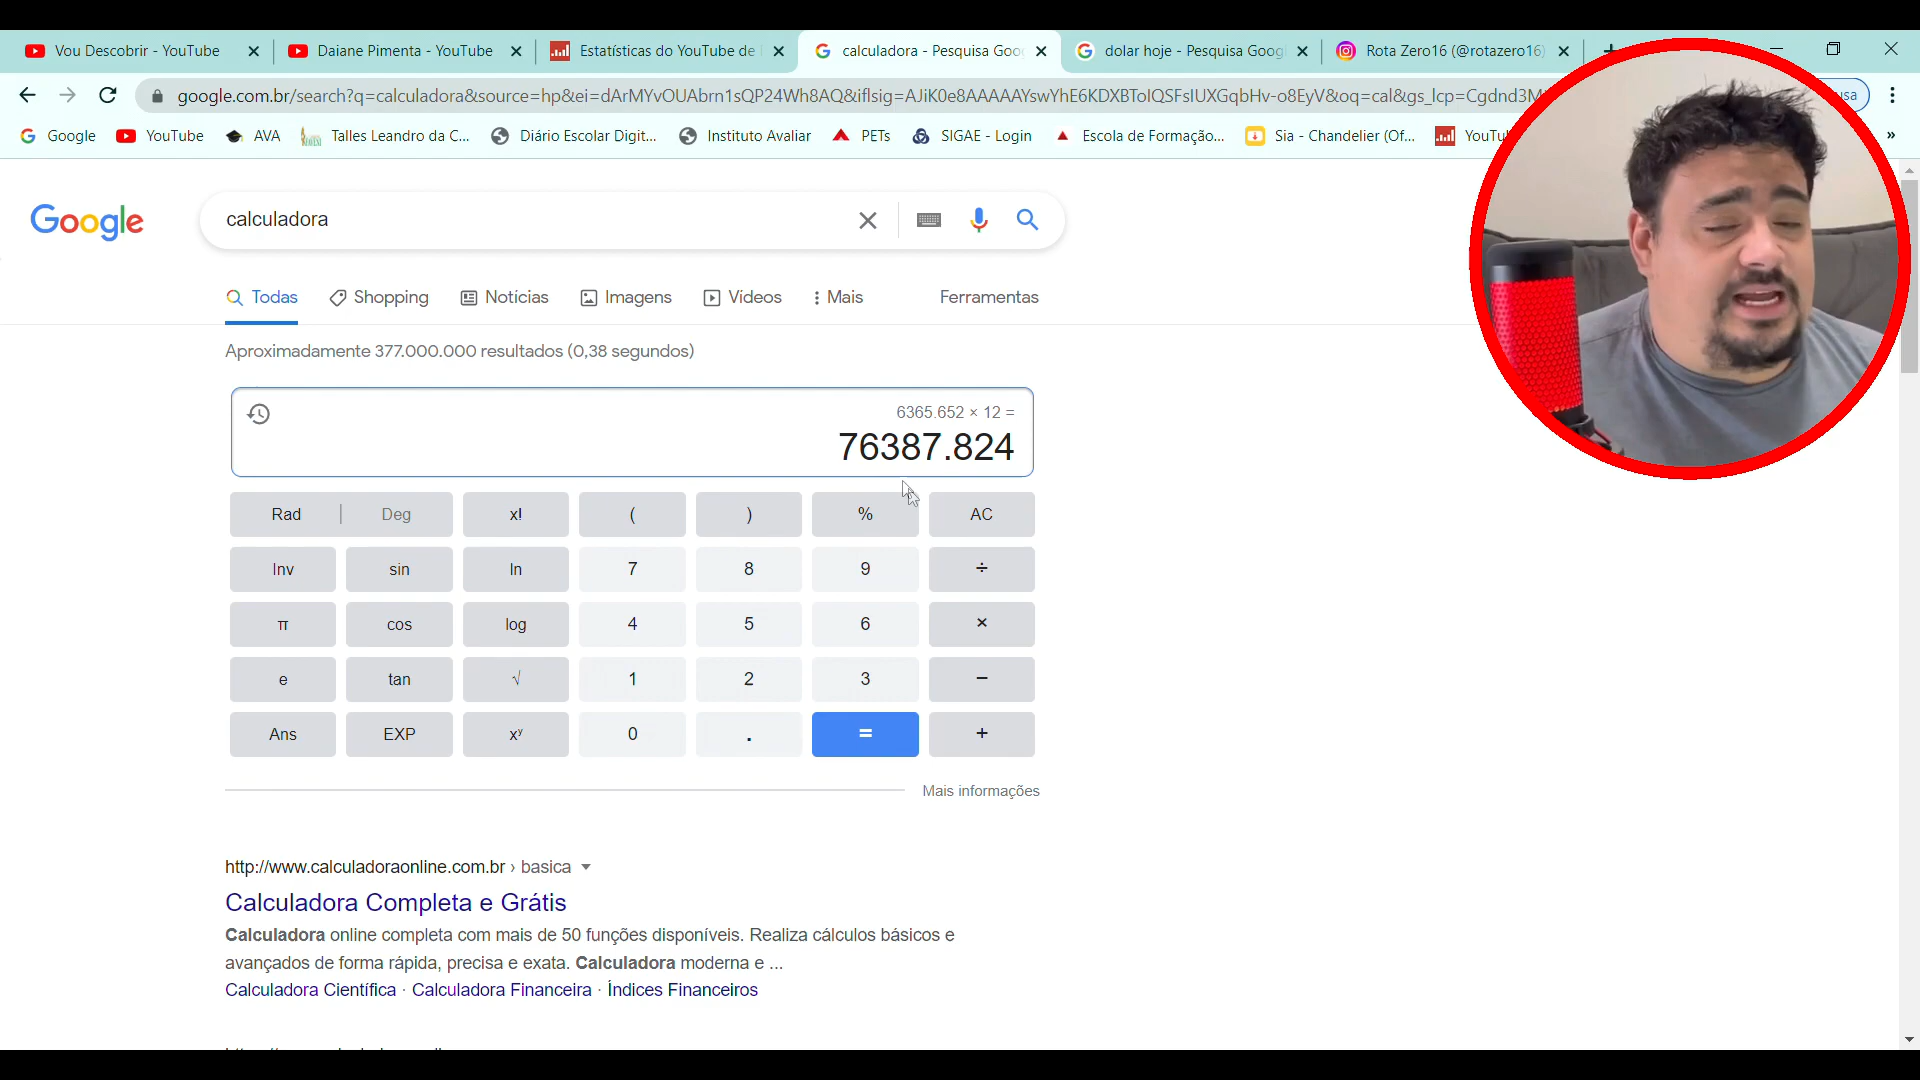 Vou Descobrir - YouTube
Daiane Pimenta - YouTube
Estatísticas do YouTube de
calculadora - Pesquisa Goo
dolar hoje - Pesquisa Goog
Rota Zero16 (@rotazero16)
google.com.br/search?q=calculadora&source=hp&ei=dArMYvOUAbrn1sQP24Wh8AQ&iflsig=AJiK0e8AAAAAYswYhE6KDXBToIQSFsIUXGqbHv-o8EyV&oq=cal&gs_lcp=Cgdnd3M
usa
Google
YouTube
AVA
Talles Leandro da C...
Diário Escolar Digit...
Instituto Avaliar
PETs
SIGAE - Login
Escola de Formação...
Sia - Chandelier (Of...
YouTu
»
Google
calculadora
Todas
Shopping
Notícias
Imagens
Vídeos
Mais
Ferramentas
Aproximadamente 377.000.000 resultados (0,38 segundos)
6365.652 × 12 =
76387.824
Rad | Deg x! ( ) % AC
Inv sin ln 7 8 9 ÷
π cos log 4 5 6 ×
e tan √ 1 2 3 −
Ans EXP xʸ 0 . = +
Mais informações
http://www.calculadoraonline.com.br › basica
Calculadora Completa e Grátis
Calculadora online completa com mais de 50 funções disponíveis. Realiza cálculos básicos e
avançados de forma rápida, precisa e exata. Calculadora moderna e ...
Calculadora Científica · Calculadora Financeira · Índices Financeiros